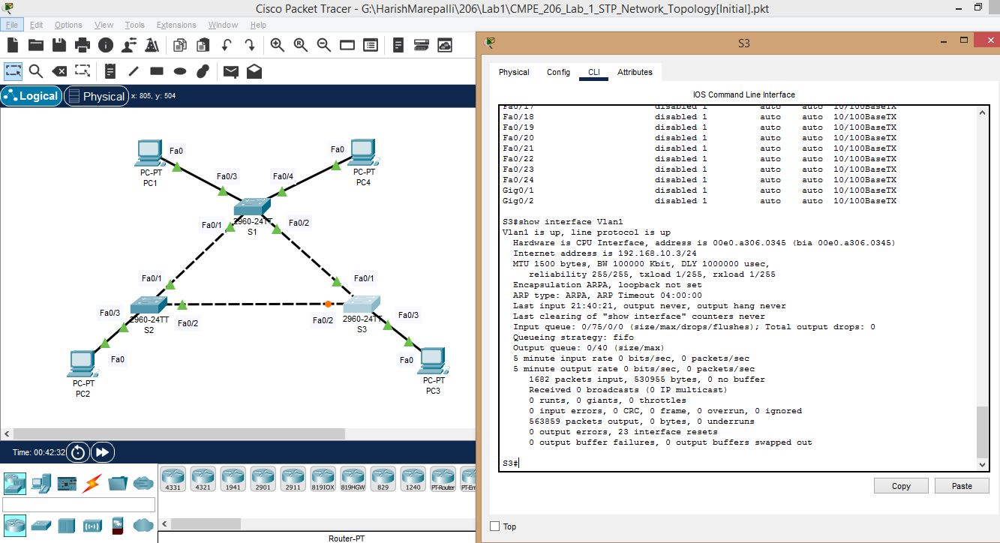 Cisco Packet Tracer - G:\HarishMarepalli\206\Lab1\CMPE_206_Lab_1_STP_Network_Topology[Initial].pkt
File Edit Options View Tools Extensions Window Help
Logical Physical x: 805, y: 504
Fa0
PC-PT
PC1
Fa0
PC-PT
PC4
Fa0/3
Fa0/4
Fa0/1
Fa0/2
2960-24TT
S1
Fa0/1
Fa0/1
Fa0/3
2960-24TT
S2
Fa0/2
Fa0/2
2960-24TT
S3
Fa0/3
Fa0
PC-PT
PC2
Fa0
PC-PT
PC3
Time: 00:42:32
4331 4321 1941 2901 2911 819IOX 819HGW 829 1240 PT-Router
Router-PT
S3
Physical Config CLI Attributes
IOS Command Line Interface
Fa0/17 disabled 1 auto auto 10/100BaseTX
Fa0/18 disabled 1 auto auto 10/100BaseTX
Fa0/19 disabled 1 auto auto 10/100BaseTX
Fa0/20 disabled 1 auto auto 10/100BaseTX
Fa0/21 disabled 1 auto auto 10/100BaseTX
Fa0/22 disabled 1 auto auto 10/100BaseTX
Fa0/23 disabled 1 auto auto 10/100BaseTX
Fa0/24 disabled 1 auto auto 10/100BaseTX
Gig0/1 disabled 1 auto auto 10/100BaseTX
Gig0/2 disabled 1 auto auto 10/100BaseTX
S3#show interface Vlan1
Vlan1 is up, line protocol is up
Hardware is CPU Interface, address is 00e0.a306.0345 (bia 00e0.a306.0345)
Internet address is 192.168.10.3/24
MTU 1500 bytes, BW 100000 Kbit, DLY 1000000 usec,
reliability 255/255, txload 1/255, rxload 1/255
Encapsulation ARPA, loopback not set
ARP type: ARPA, ARP Timeout 04:00:00
Last input 21:40:21, output never, output hang never
Last clearing of "show interface" counters never
Input queue: 0/75/0/0 (size/max/drops/flushes); Total output drops: 0
Queueing strategy: fifo
Output queue: 0/40 (size/max)
5 minute input rate 0 bits/sec, 0 packets/sec
5 minute output rate 0 bits/sec, 0 packets/sec
1682 packets input, 530955 bytes, 0 no buffer
Received 0 broadcasts (0 IP multicast)
0 runts, 0 giants, 0 throttles
0 input errors, 0 CRC, 0 frame, 0 overrun, 0 ignored
563859 packets output, 0 bytes, 0 underruns
0 output errors, 23 interface resets
0 output buffer failures, 0 output buffers swapped out
S3#
Copy Paste
Top